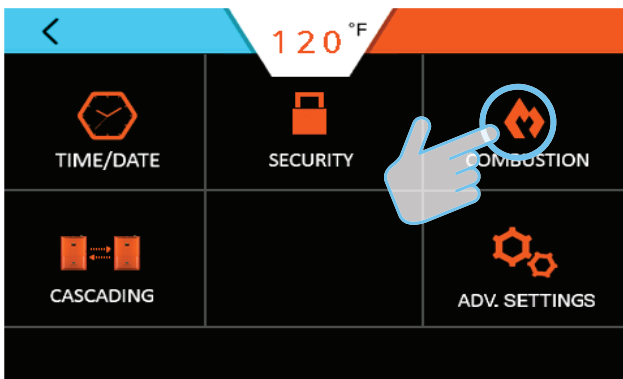 120 °F
TIME/DATE
SECURITY
COMBUSTION
CASCADING
ADV. SETTINGS